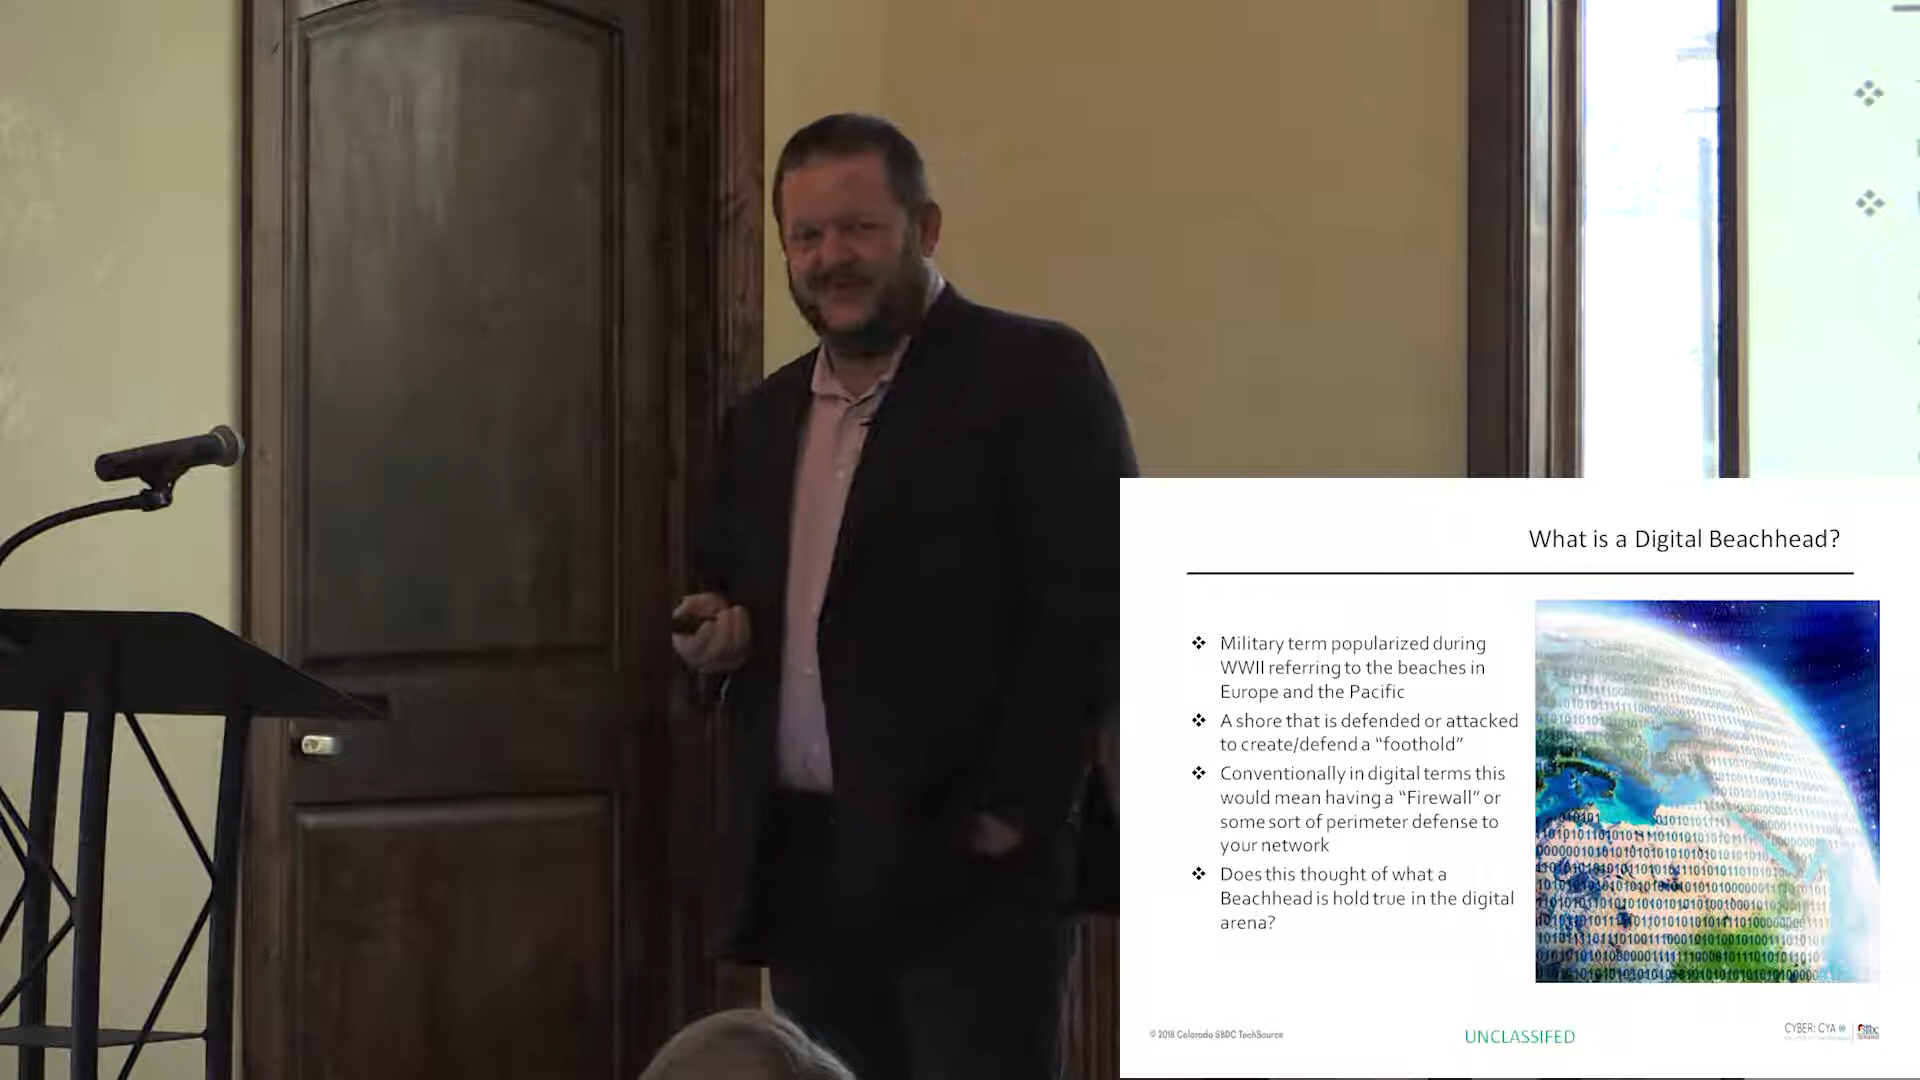 What is a Digital Beachhead?
❖ Military term popularized during
WWII referring to the beaches in
Europe and the Pacific
❖ A shore that is defended or attacked
to create/defend a “foothold”
❖ Conventionally in digital terms this
would mean having a “Firewall” or
some sort of perimeter defense to
your network
❖ Does this thought of what a
Beachhead is hold true in the digital
arena?
© 2018 Colorado SBDC TechSource
UNCLASSIFED
CYBER: CYA
SBDC